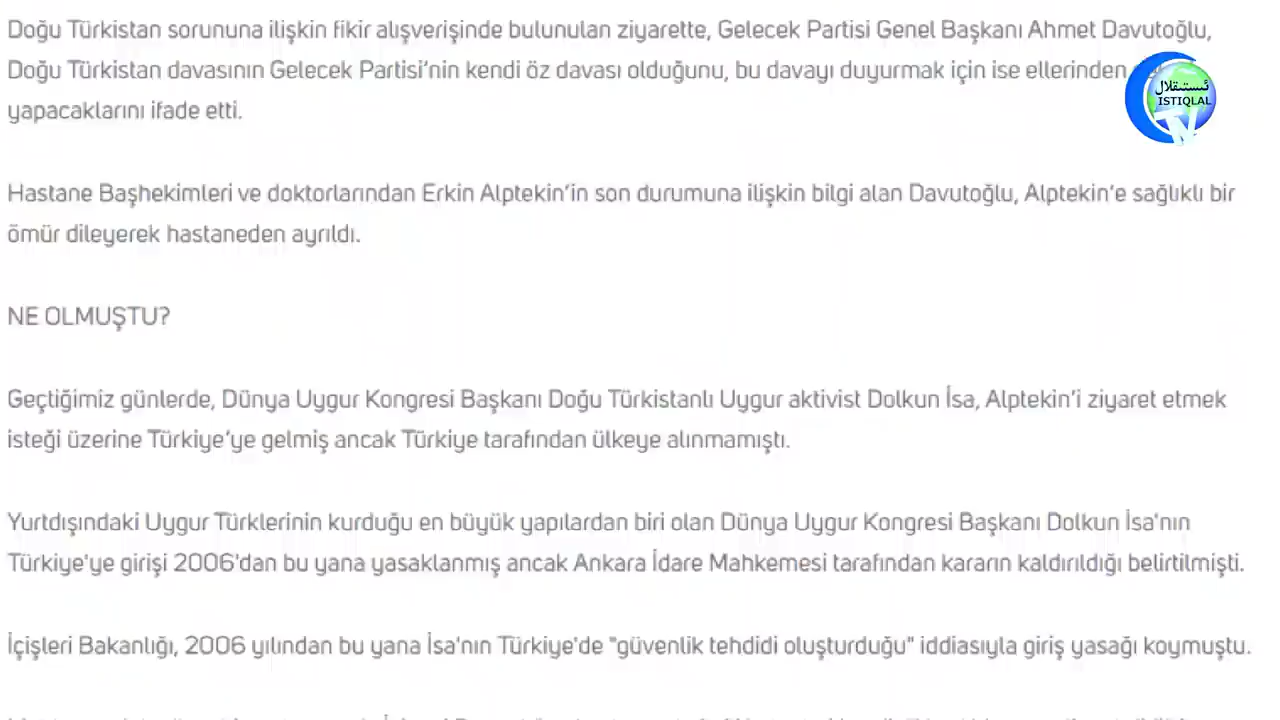 Doğu Türkistan sorununa ilişkin fikir alışverişinde bulunulan ziyarette, Gelecek Partisi Genel Başkanı Ahmet Davutoğlu,
Doğu Türkistan davasının Gelecek Partisi’nin kendi öz davası olduğunu, bu davayı duyurmak için ise ellerinden
yapacaklarını ifade etti.
ئىستىقلال
ISTIQLAL
TV
Hastane Başhekimleri ve doktorlarından Erkin Alptekin’in son durumuna ilişkin bilgi alan Davutoğlu, Alptekin’e sağlıklı bir
ömür dileyerek hastaneden ayrıldı.
NE OLMUŞTU?
Geçtiğimiz günlerde, Dünya Uygur Kongresi Başkanı Doğu Türkistanlı Uygur aktivist Dolkun İsa, Alptekin’i ziyaret etmek
isteği üzerine Türkiye’ye gelmiş ancak Türkiye tarafından ülkeye alınmamıştı.
Yurtdışındaki Uygur Türklerinin kurduğu en büyük yapılardan biri olan Dünya Uygur Kongresi Başkanı Dolkun İsa'nın
Türkiye'ye girişi 2006'dan bu yana yasaklanmış ancak Ankara İdare Mahkemesi tarafından kararın kaldırıldığı belirtilmişti.
İçişleri Bakanlığı, 2006 yılından bu yana İsa'nın Türkiye'de "güvenlik tehdidi oluşturduğu" iddiasıyla giriş yasağı koymuştu.